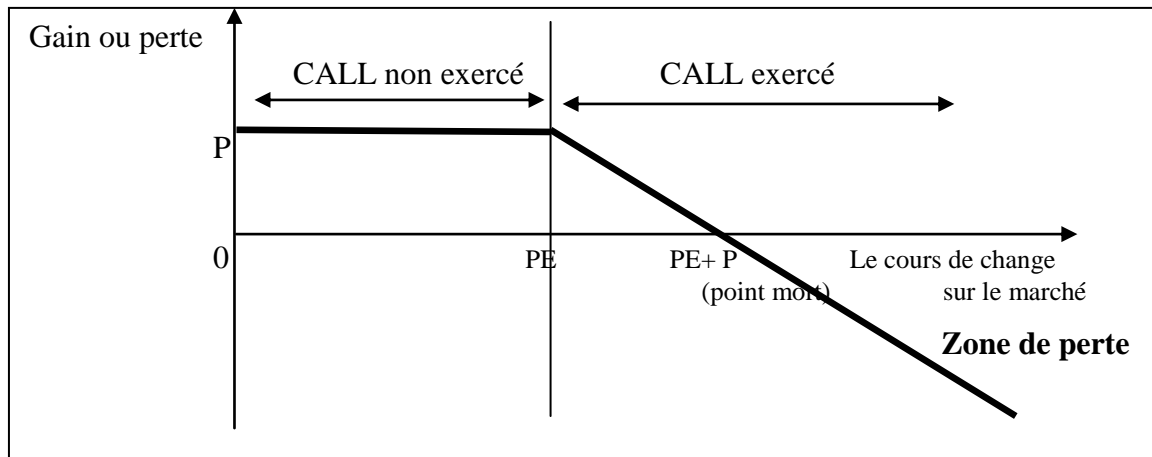 Gain ou perte
CALL non exercé
CALL exercé
P
0
PE
PE+ P
(point mort)
Le cours de change
sur le marché
Zone de perte